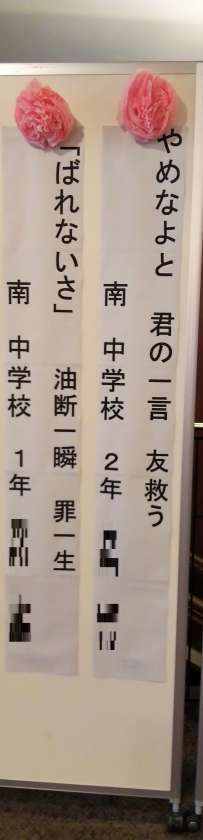 やめなよと　君の一言　友救う
南　中学校　２年
「ばれないさ」　油断一瞬　罪一生
南　中学校　１年